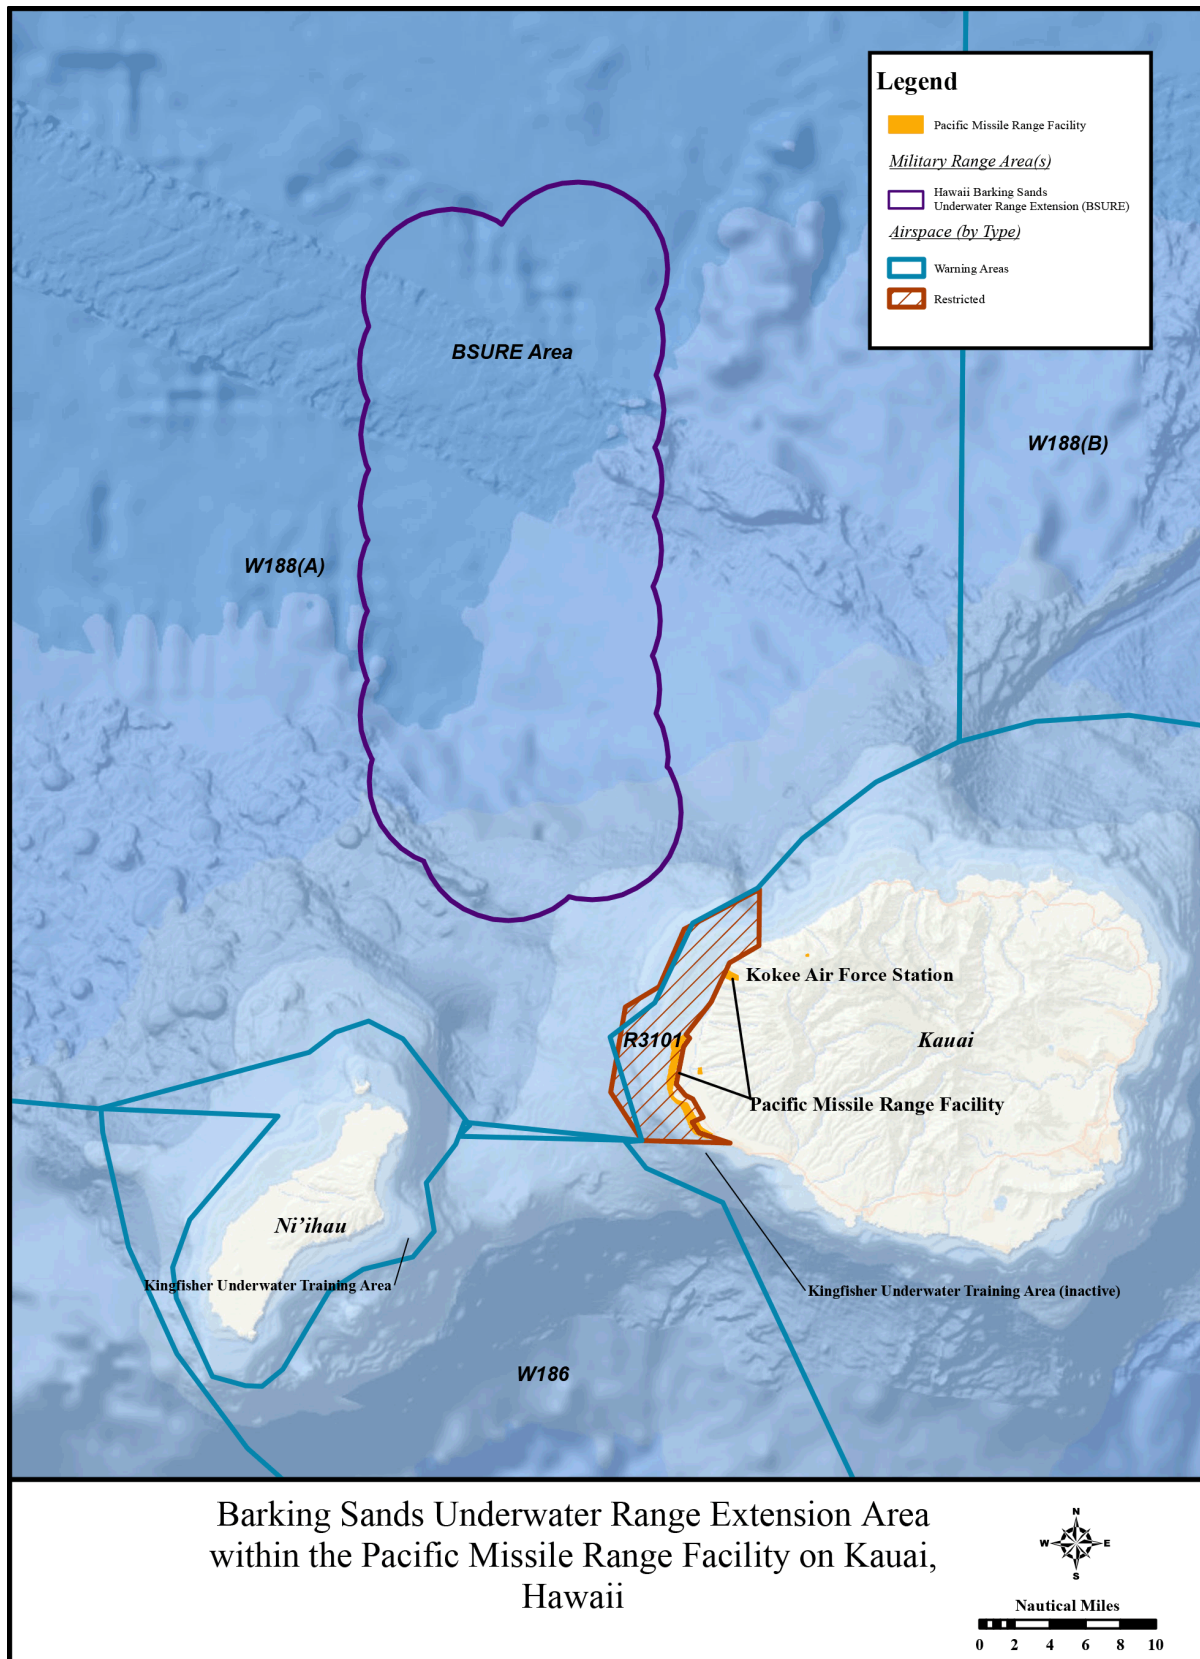 Legend
Pacific Missile Range Facility
Military Range Area(s)
Hawaii Barking Sands
Underwater Range Extension (BSURE)
Airspace (by Type)
Warning Areas
Restricted
BSURE Area
W188(B)
W188(A)
Kokee Air Force Station
R3101
Kauai
Pacific Missile Range Facility
Ni'ihau
Kingfisher Underwater Training Area
Kingfisher Underwater Training Area (inactive)
W186
Barking Sands Underwater Range Extension Area
within the Pacific Missile Range Facility on Kauai,
Hawaii
N
W E
S
Nautical Miles
0 2 4 6 8 10